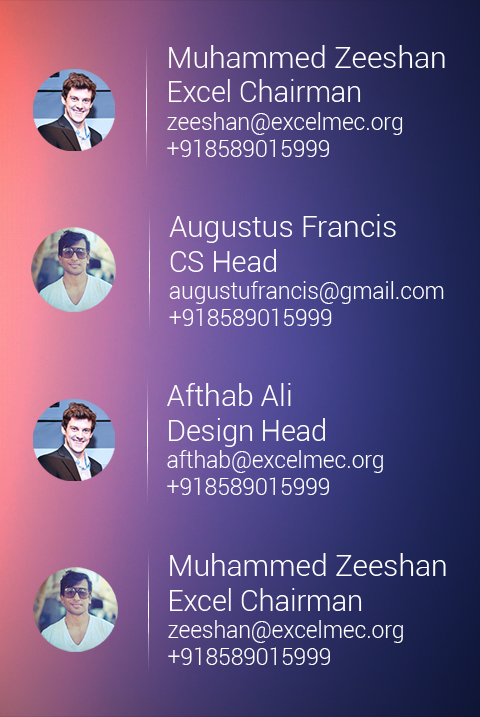 Muhammed Zeeshan
Excel Chairman
zeeshan@excelmec.org
+918589015999
Augustus Francis
CS Head
augustufrancis@gmail.com
+918589015999
Afthab Ali
Design Head
afthab@excelmec.org
+918589015999
Muhammed Zeeshan
Excel Chairman
zeeshan@excelmec.org
+918589015999